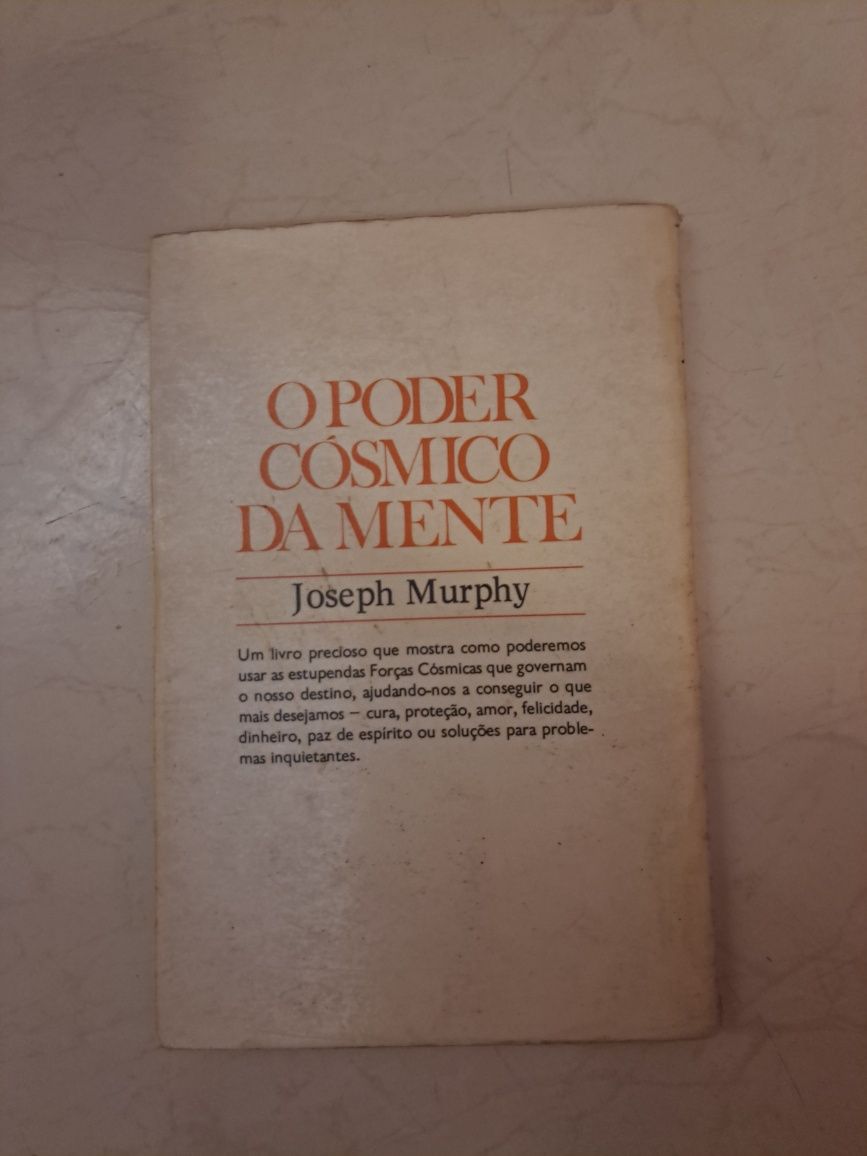 O PODER
CÓSMICO
DA MENTE
Joseph Murphy
Um livro precioso que mostra como poderemos
usar as estupendas Forças Cósmicas que governam
o nosso destino, ajudando-nos a conseguir o que
mais desejamos — cura, proteção, amor, felicidade,
dinheiro, paz de espírito ou soluções para proble-
mas inquietantes.